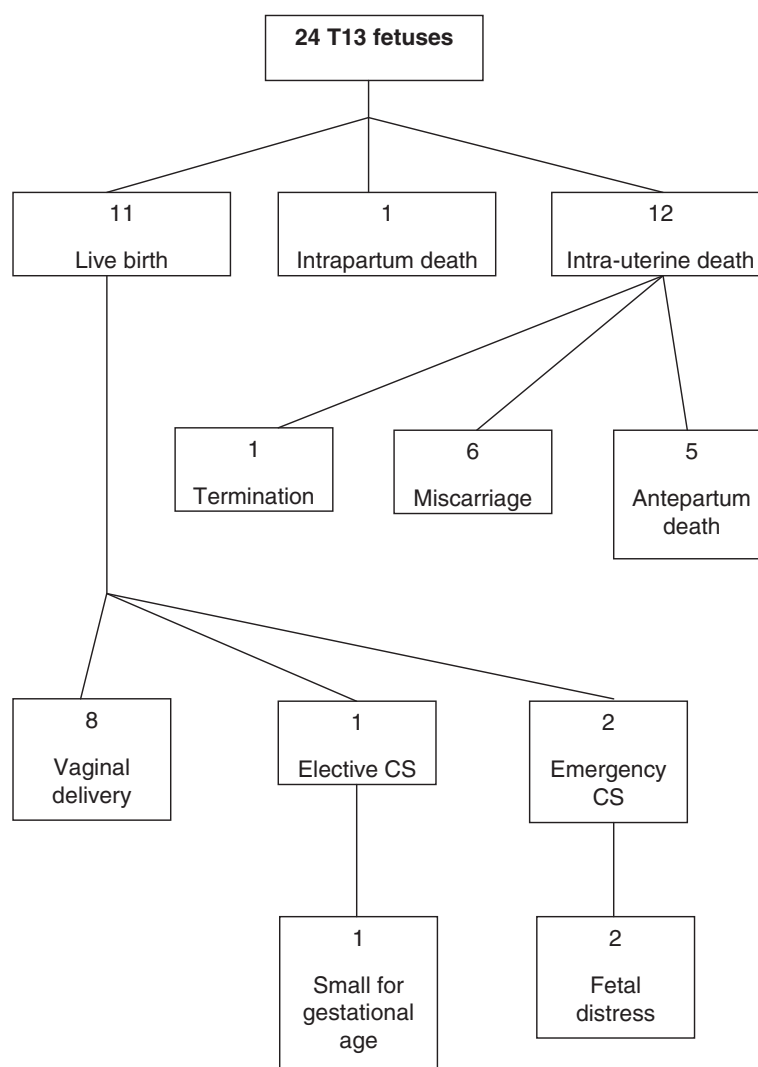 24 T13 fetuses
11
Live birth
1
Intrapartum death
12
Intra-uterine death
1
Termination
6
Miscarriage
5
Antepartum
death
8
Vaginal
delivery
1
Elective CS
2
Emergency
CS
1
Small for
gestational
age
2
Fetal
distress